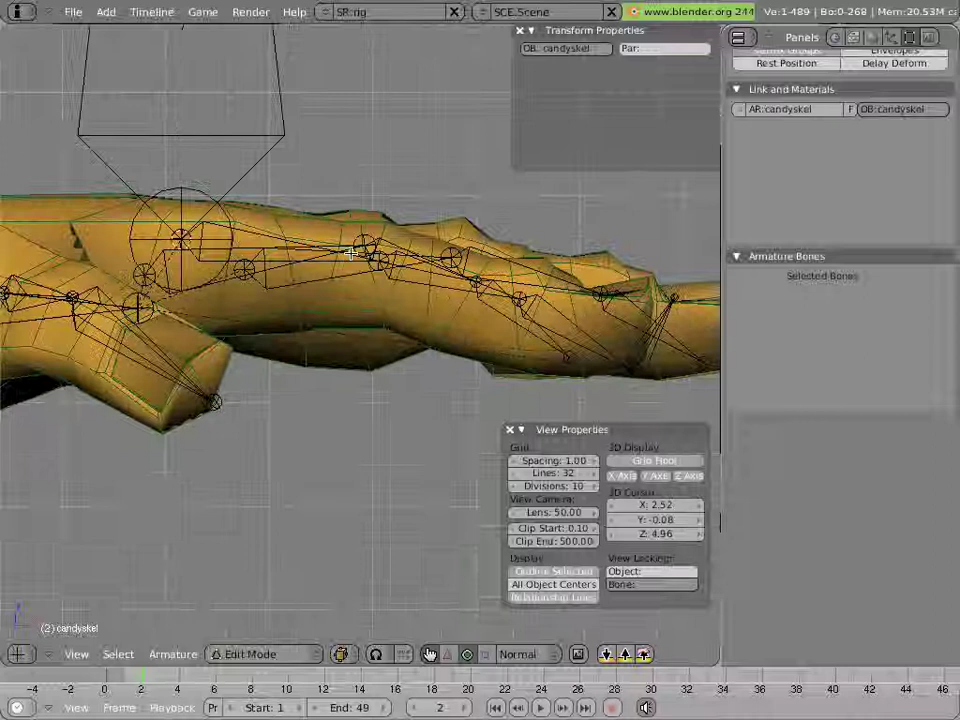 File Add Timeline Game Render Help SR:rig SCE:Scene www.blender.org 244 Ve:1-489 | Bo:0-268 | Mem:20.53M
Transform Properties
OB: candyskel Par:
Panels
Rest Position Delay Deform
Link and Materials
AR:candyskel F OB:candyskel
Armature Bones
Selected Bones
View Properties
Grid: 3D Display:
Spacing: 1.00 Grid Floor
Lines: 32 X Axis Y Axis Z Axis
Divisions: 10 3D Cursor:
View Camera: X: 2.52
Lens: 50.00 Y: -0.08
Clip Start: 0.10 Z: 4.96
Clip End: 500.00
Display: View Locking:
Outline Selected Object:
All Object Centers Bone:
Relationship Lines
(2) candyskel
View Select Armature Edit Mode Normal
-4 -2 0 2 4 6 8 10 12 14 16 18 20 22 24 26 28 30 32 34 36 38 40 42 44 46
View Frame Playback Pr Start: 1 End: 49 2